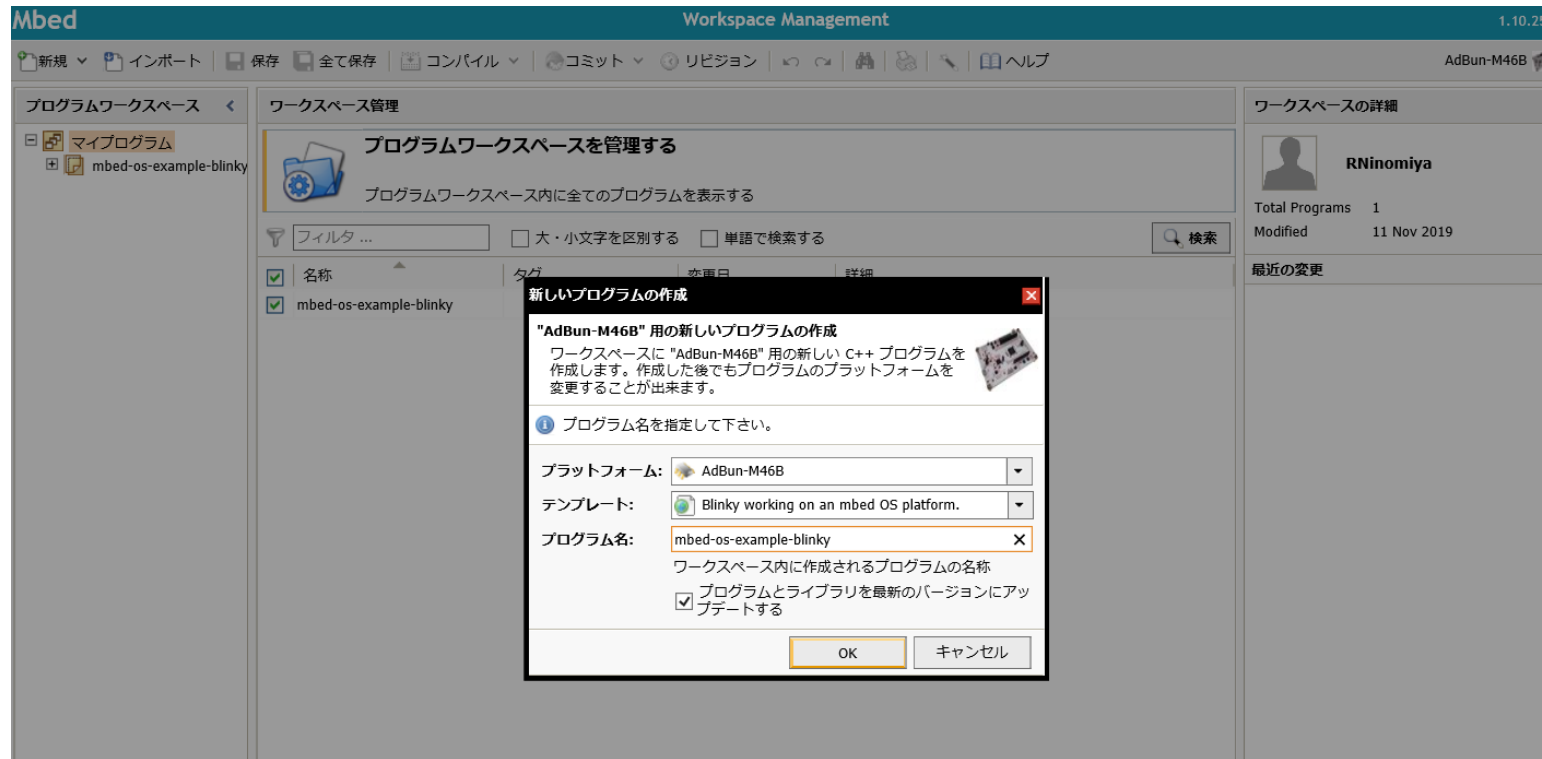 Mbed
Workspace Management
1.10.25
新規
インポート
保存
全て保存
コンパイル
コミット
リビジョン
ヘルプ
AdBun-M46B
プログラムワークスペース
マイプログラム
mbed-os-example-blinky
ワークスペース管理
プログラムワークスペースを管理する
プログラムワークスペース内に全てのプログラムを表示する
フィルタ ...
大・小文字を区別する
単語で検索する
検索
名称
タグ
変更日
詳細
mbed-os-example-blinky
新しいプログラムの作成
"AdBun-M46B" 用の新しいプログラムの作成
ワークスペースに "AdBun-M46B" 用の新しい C++ プログラムを
作成します。作成した後でもプログラムのプラットフォームを
変更することが出来ます。
プログラム名を指定して下さい。
プラットフォーム:
AdBun-M46B
テンプレート:
Blinky working on an mbed OS platform.
プログラム名:
mbed-os-example-blinky
ワークスペース内に作成されるプログラムの名称
プログラムとライブラリを最新のバージョンにアッ
プデートする
OK
キャンセル
ワークスペースの詳細
RNinomiya
Total Programs 1
Modified 11 Nov 2019
最近の変更